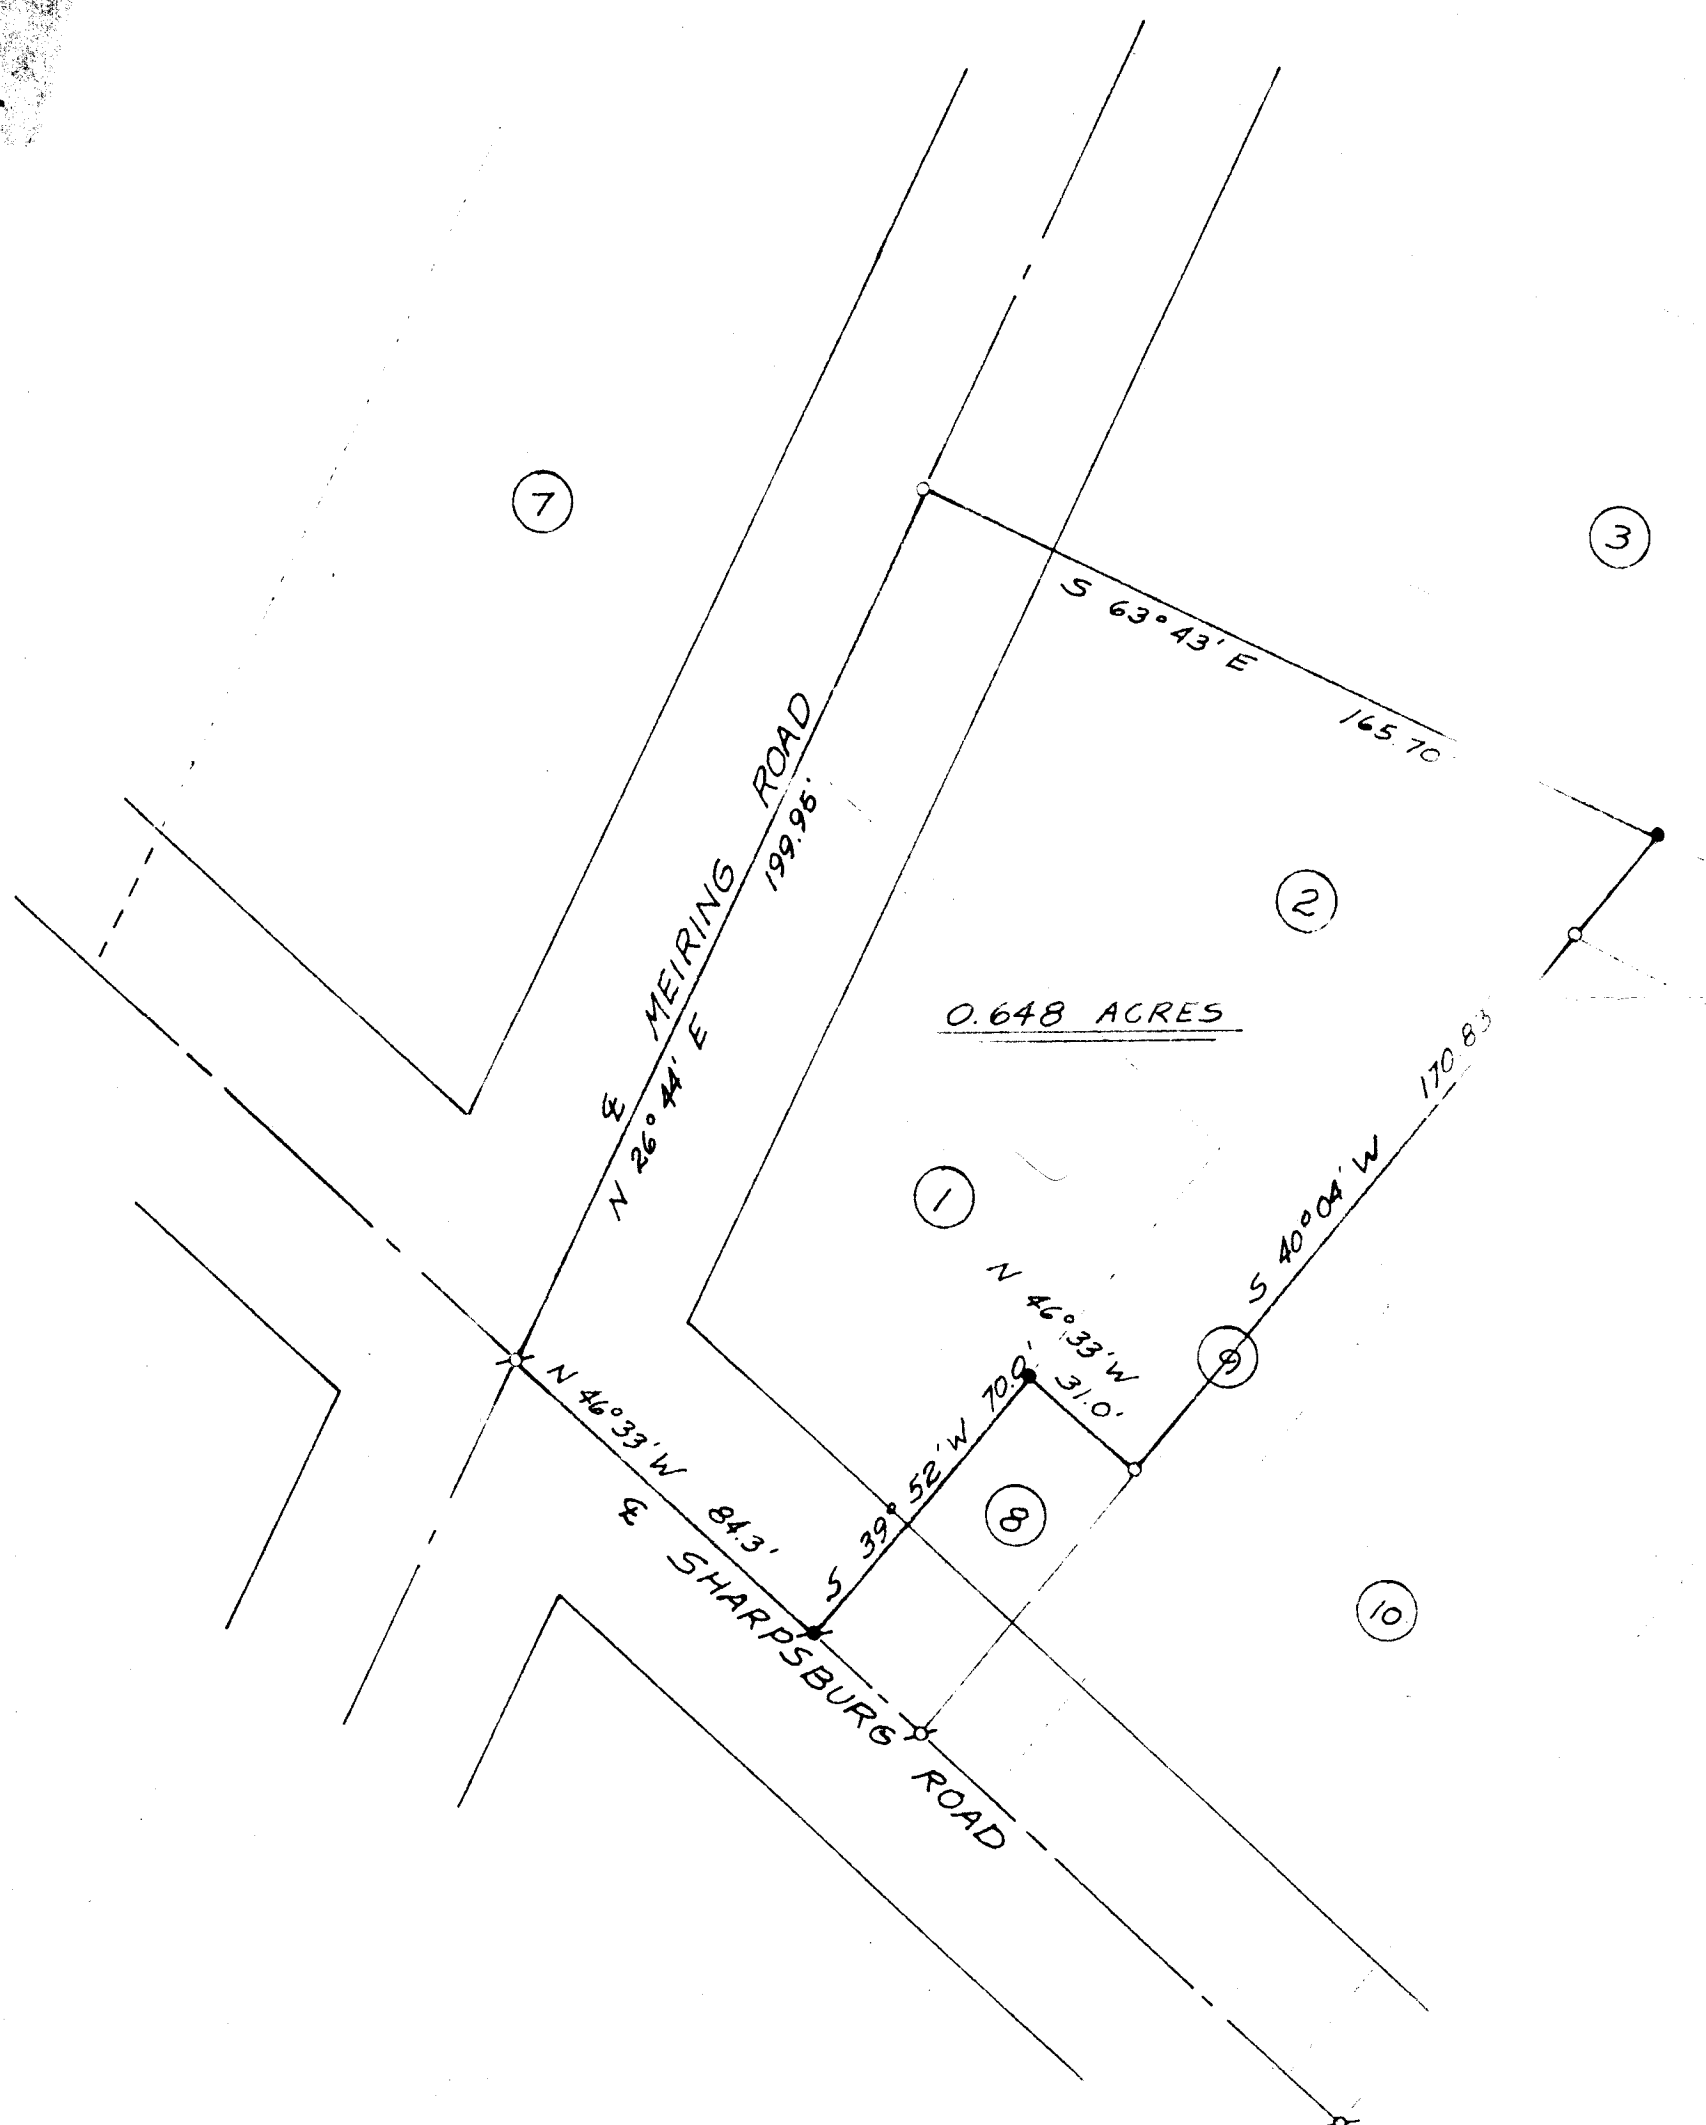 7
3
S 63° 43' E
165.70
℄ MEIRING ROAD
N 26° 44' E
199.95'
2
0.648 ACRES
170.83
S 40° 04' W
1
N 46° 33' W
31.0'
9
S 39° 52' W 70.0'
8
N 46° 33' W 84.3'
℄ SHARPSBURG ROAD
10